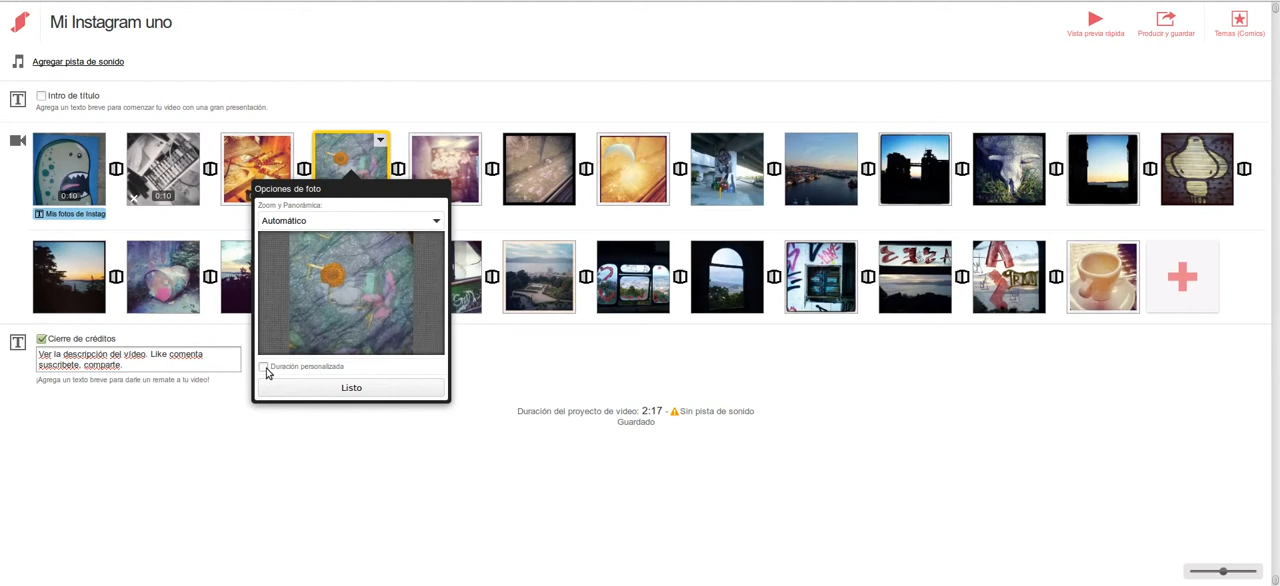 Mi Instagram uno
Vista previa rápida
Producir y guardar
Temas (Comics)
Agregar pista de sonido
Intro de título
Agrega un texto breve para comenzar tu video con una gran presentación.
0:10
0:10
Mis fotos de Instag
Opciones de foto
Zoom y Panorámica:
Automático
Duración personalizada
Listo
Cierre de créditos
Ver la descripción del vídeo. Like comenta
suscribete, comparte.
¡Agrega un texto breve para darle un remate a tu video!
Duración del proyecto de video: 2:17 - Sin pista de sonido
Guardado